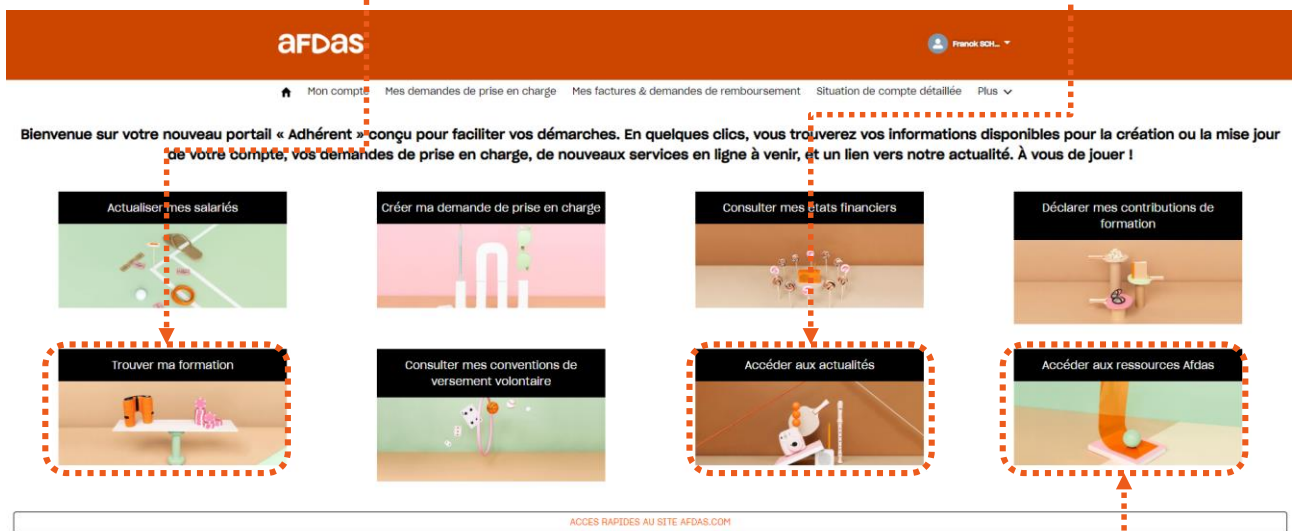 aFDas
Franck SCH...
Mon compte Mes demandes de prise en charge Mes factures & demandes de remboursement Situation de compte détaillée Plus
Bienvenue sur votre nouveau portail « Adhérent » conçu pour faciliter vos démarches. En quelques clics, vous trouverez vos informations disponibles pour la création ou la mise jour
de votre compte, vos demandes de prise en charge, de nouveaux services en ligne à venir, et un lien vers notre actualité. À vous de jouer !
Actualiser mes salariés
Créer ma demande de prise en charge
Consulter mes états financiers
Déclarer mes contributions de
formation
Trouver ma formation
Consulter mes conventions de
versement volontaire
Accéder aux actualités
Accéder aux ressources Afdas
ACCES RAPIDES AU SITE AFDAS.COM